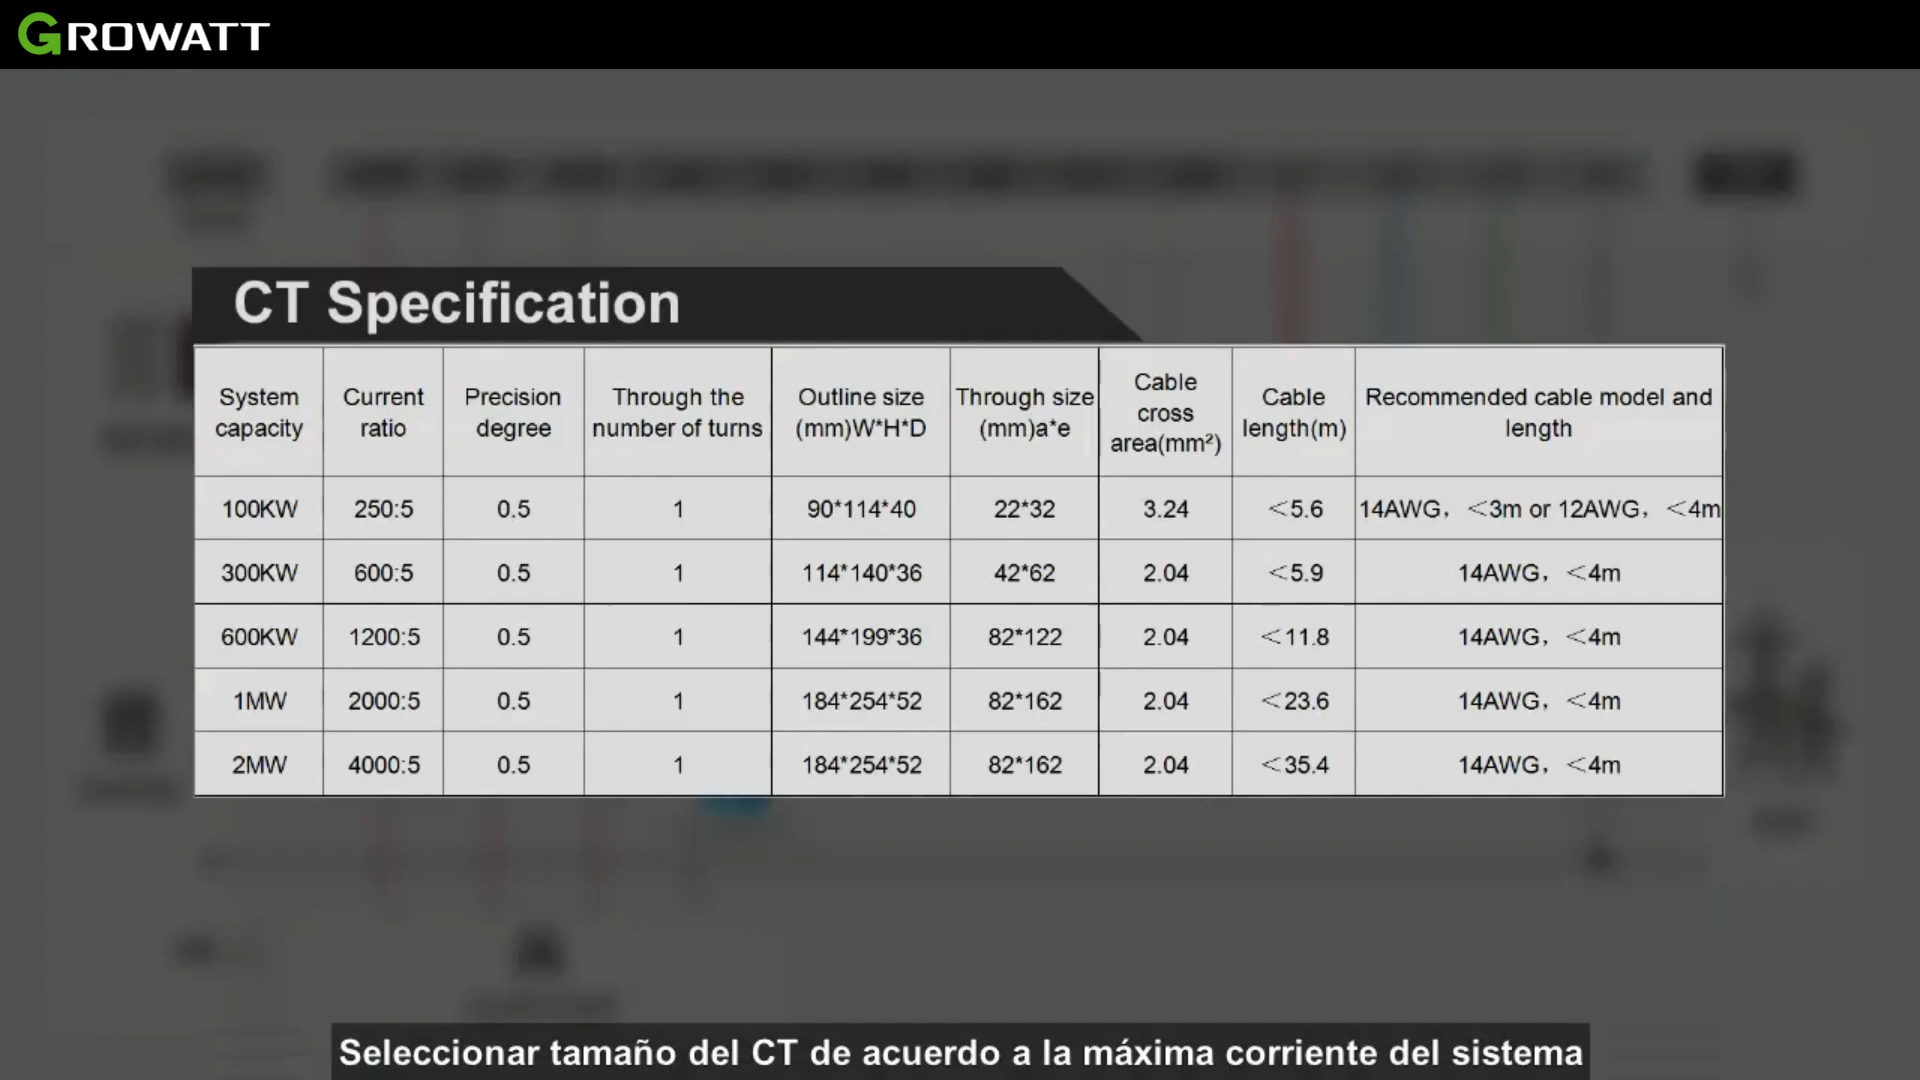 GROWATT
CT Specification
System capacity Current ratio Precision degree Through the number of turns Outline size (mm)W*H*D Through size (mm)a*e Cable cross area(mm²) Cable length(m) Recommended cable model and length
100KW 250:5 0.5 1 90*114*40 22*32 3.24 <5.6 14AWG, <3m or 12AWG, <4m
300KW 600:5 0.5 1 114*140*36 42*62 2.04 <5.9 14AWG, <4m
600KW 1200:5 0.5 1 144*199*36 82*122 2.04 <11.8 14AWG, <4m
1MW 2000:5 0.5 1 184*254*52 82*162 2.04 <23.6 14AWG, <4m
2MW 4000:5 0.5 1 184*254*52 82*162 2.04 <35.4 14AWG, <4m
Seleccionar tamaño del CT de acuerdo a la máxima corriente del sistema